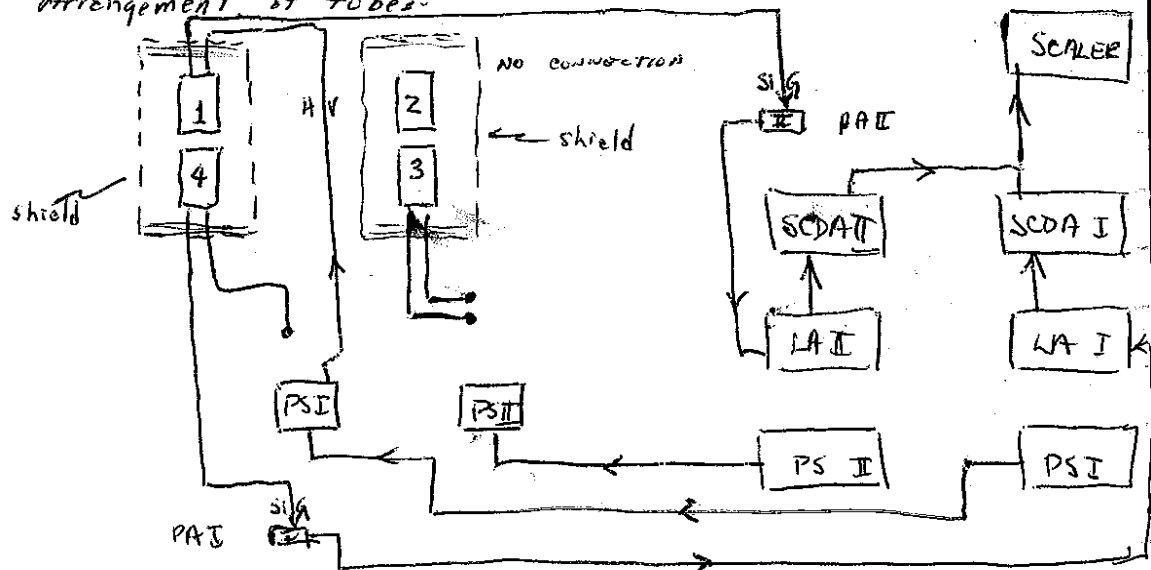 Arrangement of tubes.
SCALER
NO CONNECTION
1
2
HV
SIG
II
PA II
shield
4
3
shield
SCDA II
SCDA I
LA II
LA I
PS I
PS II
PS II
PS I
SIG
PA I